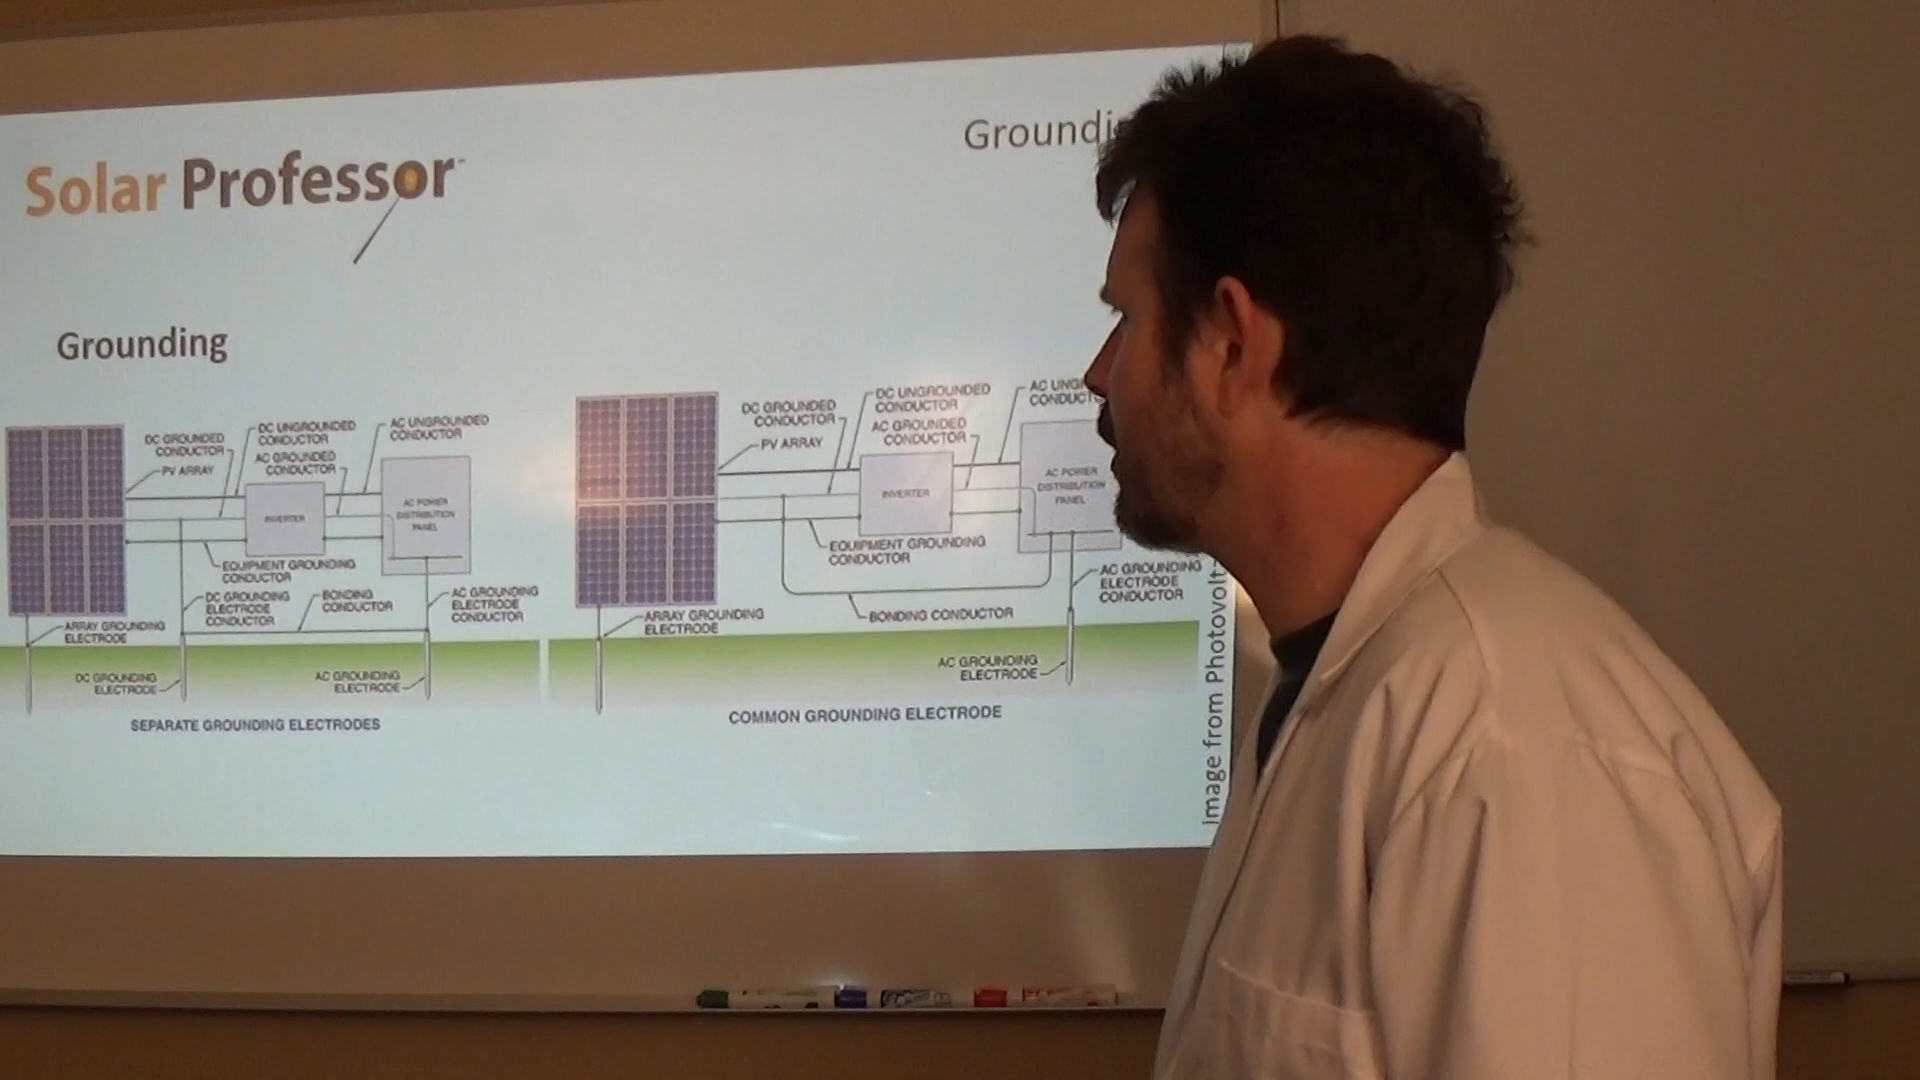 Solar Professor
Groundi
Grounding
DC GROUNDED
CONDUCTOR
PV ARRAY
DC UNGROUNDED
CONDUCTOR
AC GROUNDED
CONDUCTOR
AC UNGROUNDED
CONDUCTOR
INVERTER
AC POWER
DISTRIBUTION
PANEL
EQUIPMENT GROUNDING
CONDUCTOR
DC GROUNDING
ELECTRODE
CONDUCTOR
BONDING
CONDUCTOR
AC GROUNDING
ELECTRODE
CONDUCTOR
ARRAY GROUNDING
ELECTRODE
DC GROUNDING
ELECTRODE
AC GROUNDING
ELECTRODE
SEPARATE GROUNDING ELECTRODES
DC GROUNDED
CONDUCTOR
PV ARRAY
DC UNGROUNDED
CONDUCTOR
AC GROUNDED
CONDUCTOR
AC UNG
CONDUCT
INVERTER
AC POWER
DISTRIBUTION
PANEL
EQUIPMENT GROUNDING
CONDUCTOR
BONDING CONDUCTOR
AC GROUNDING
ELECTRODE
CONDUCTOR
ARRAY GROUNDING
ELECTRODE
AC GROUNDING
ELECTRODE
COMMON GROUNDING ELECTRODE
image from Photovolt